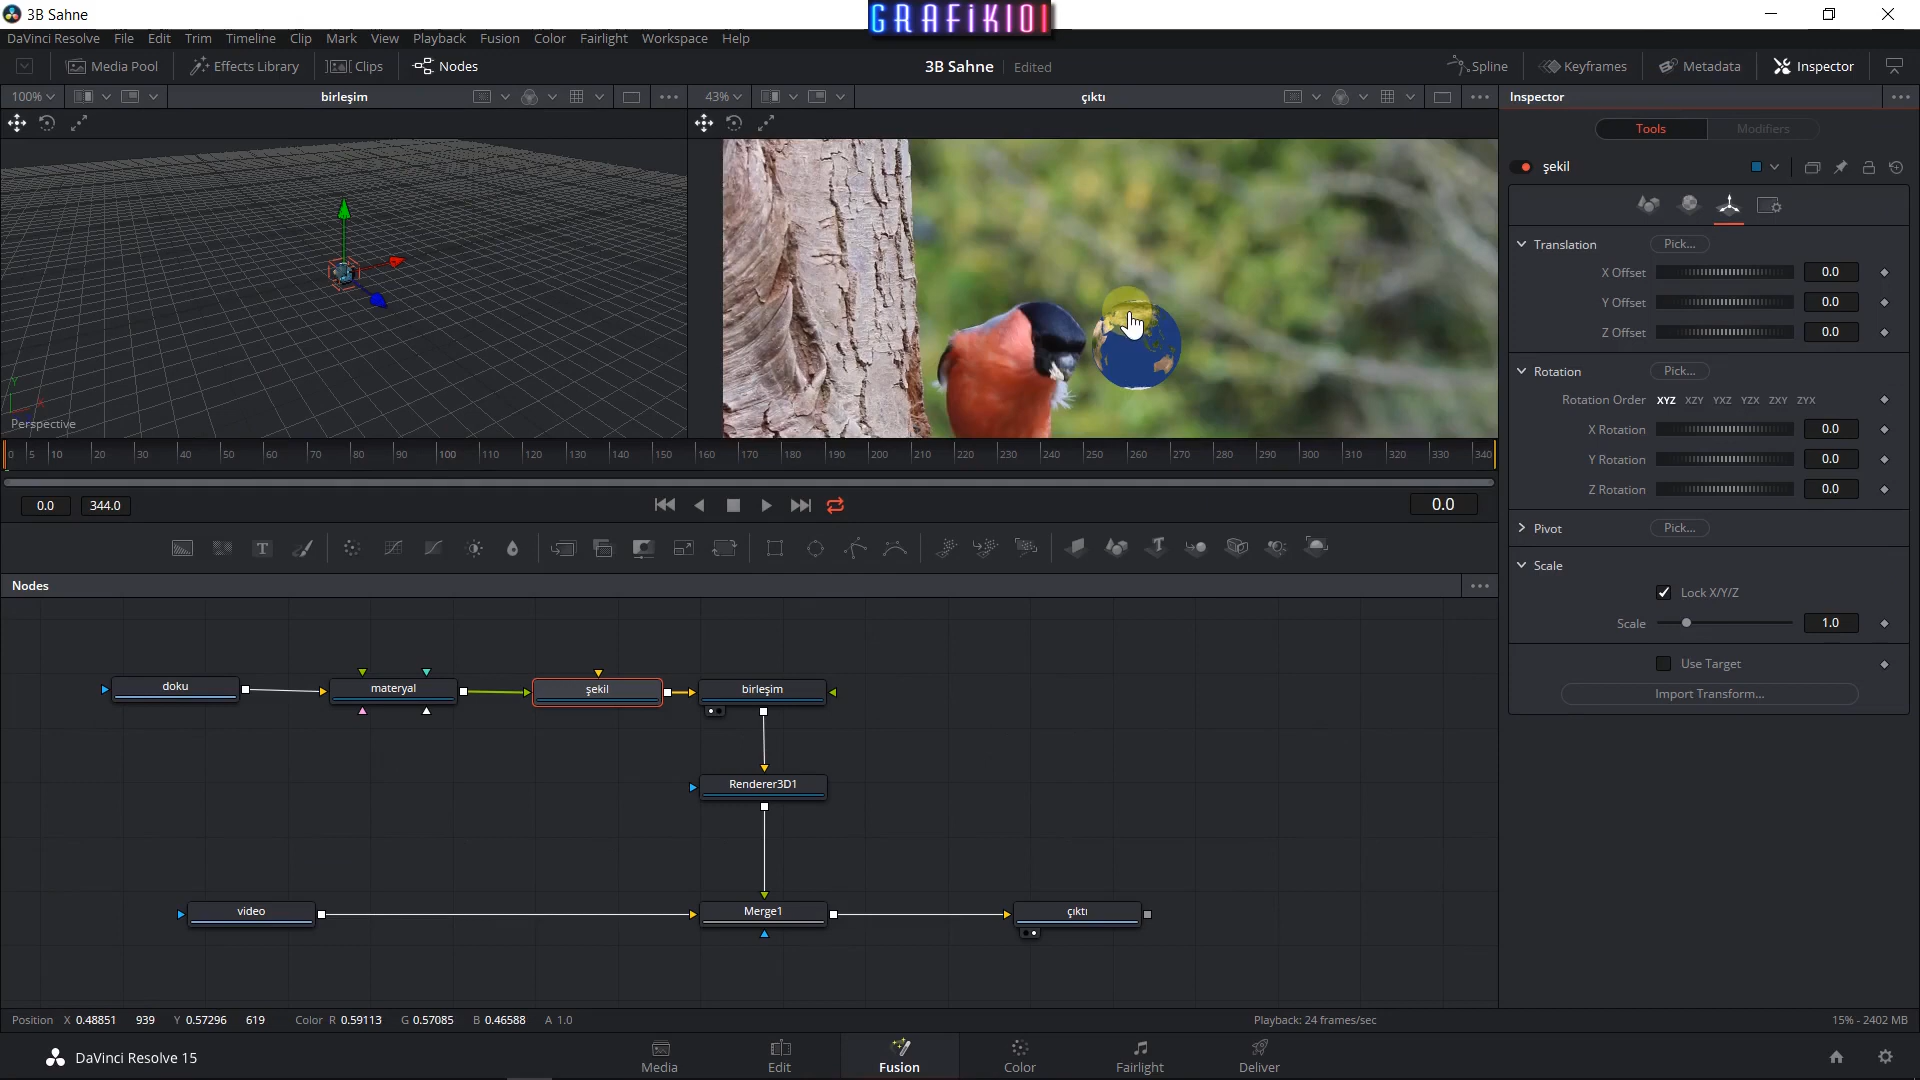 3B Sahne
GRAFiK101
DaVinci Resolve File Edit Trim Timeline Clip Mark View Playback Fusion Color Fairlight Workspace Help
Media Pool Effects Library Clips Nodes 3B Sahne Edited Spline Keyframes Metadata Inspector
100% birleşim 43% çıktı Inspector
Tools Modifiers
şekil
Translation Pick...
X Offset 0.0
Y Offset 0.0
Z Offset 0.0
Rotation Pick...
Rotation Order XYZ XZY YXZ YZX ZXY ZYX
X Rotation 0.0
Y Rotation 0.0
Z Rotation 0.0
Pivot Pick...
Scale
Lock X/Y/Z
Scale 1.0
Use Target
Import Transform...
Y
X
Perspective
0 5 10 20 30 40 50 60 70 80 90 100 110 120 130 140 150 160 170 180 190 200 210 220 230 240 250 260 270 280 290 300 310 320 330 340
0.0 344.0 0.0
Nodes
doku materyal şekil birleşim
Renderer3D1
video Merge1 çıktı
Position X 0.48851 939 Y 0.57296 619 Color R 0.59113 G 0.57085 B 0.46588 A 1.0 Playback: 24 frames/sec 15% - 2402 MB
DaVinci Resolve 15 Media Edit Fusion Color Fairlight Deliver